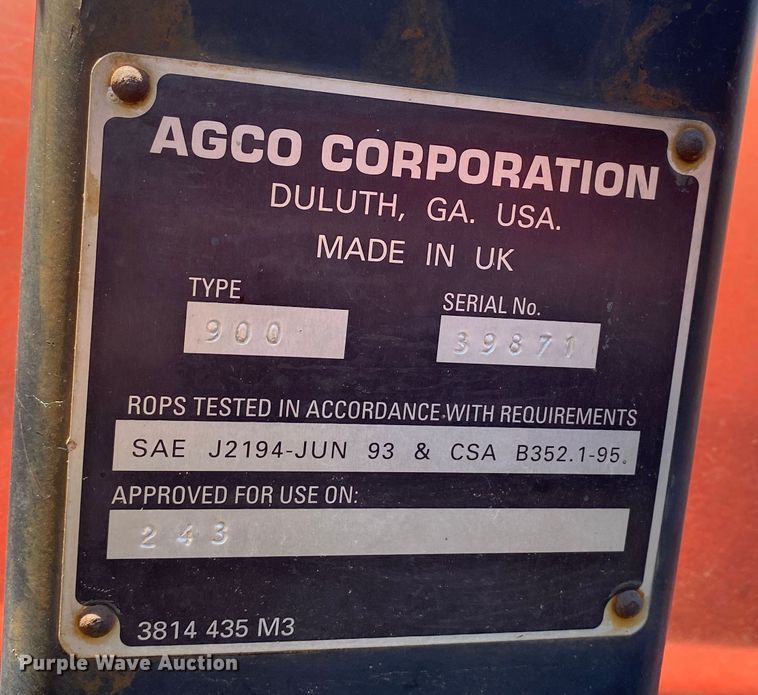 AGCO CORPORATION
DULUTH, GA. USA.
MADE IN UK
TYPE
900
SERIAL No.
39871
ROPS TESTED IN ACCORDANCE WITH REQUIREMENTS
SAE J2194-JUN 93 & CSA B352.1-95.
APPROVED FOR USE ON:
243
3814 435 M3
Purple Wave Auction